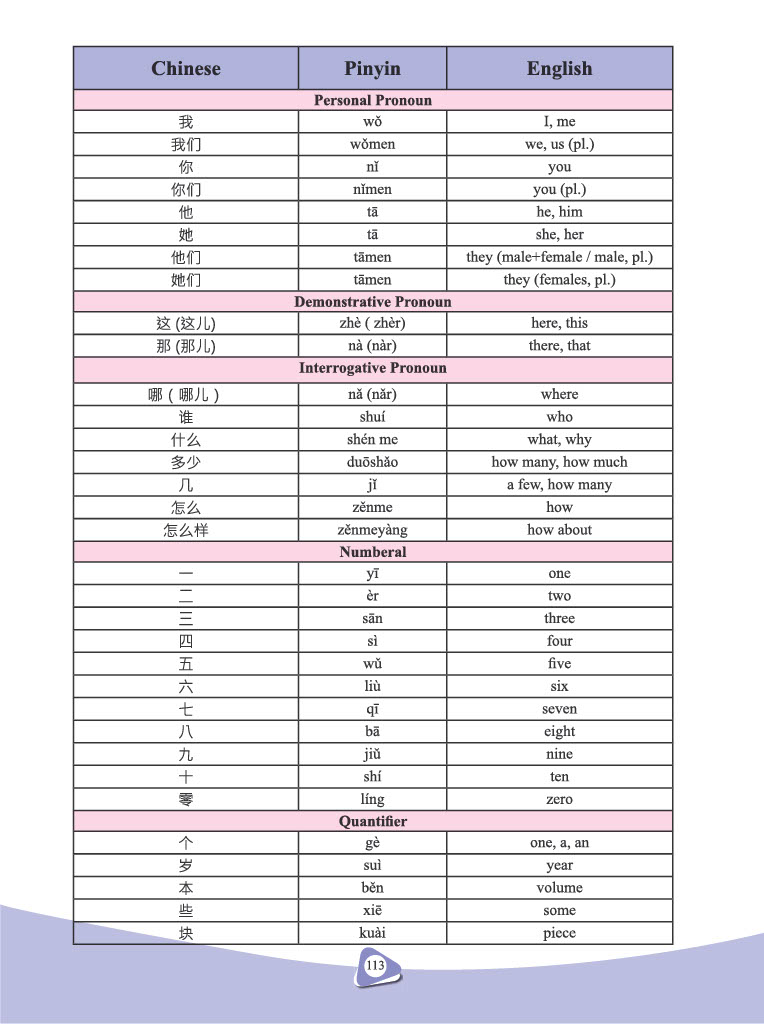 Chinese Pinyin English
Personal Pronoun
我 wǒ I, me
我们 wǒmen we, us (pl.)
你 nǐ you
你们 nǐmen you (pl.)
他 tā he, him
她 tā she, her
他们 tāmen they (male+female / male, pl.)
她们 tāmen they (females, pl.)
Demonstrative Pronoun
这 (这儿) zhè ( zhèr) here, this
那 (那儿) nà (nàr) there, that
Interrogative Pronoun
哪 ( 哪儿 ) nǎ (nǎr) where
谁 shuí who
什么 shén me what, why
多少 duōshǎo how many, how much
几 jǐ a few, how many
怎么 zěnme how
怎么样 zěnmeyàng how about
Numberal
一 yī one
二 èr two
三 sān three
四 sì four
五 wǔ five
六 liù six
七 qī seven
八 bā eight
九 jiǔ nine
十 shí ten
零 líng zero
Quantifier
个 gè one, a, an
岁 suì year
本 běn volume
些 xiē some
块 kuài piece
113